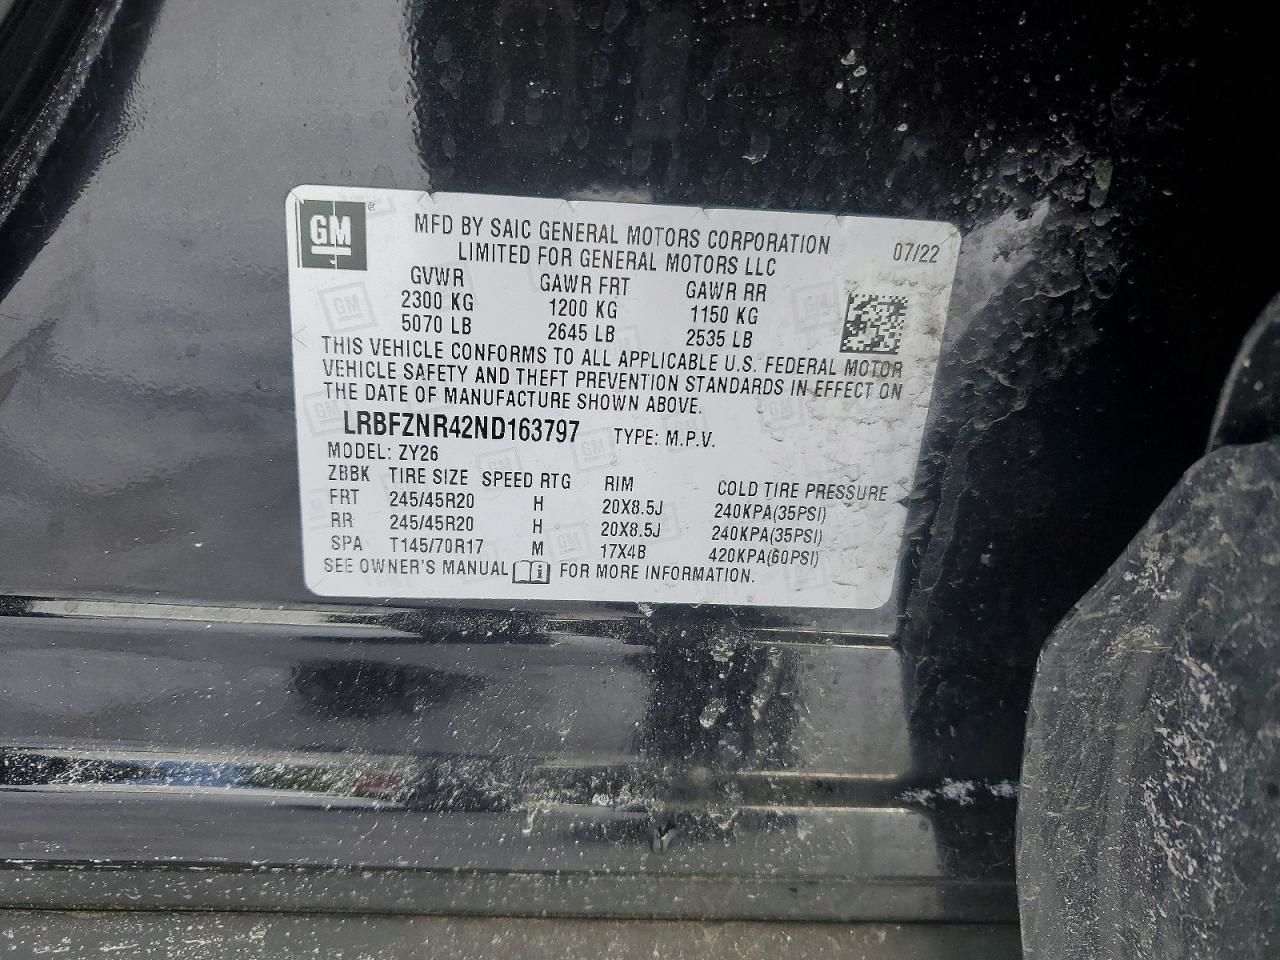 GM ®
MFD BY SAIC GENERAL MOTORS CORPORATION
LIMITED FOR GENERAL MOTORS LLC
07/22
GVWR GAWR FRT GAWR RR
2300 KG 1200 KG 1150 KG
5070 LB 2645 LB 2535 LB
THIS VEHICLE CONFORMS TO ALL APPLICABLE U.S. FEDERAL MOTOR
VEHICLE SAFETY AND THEFT PREVENTION STANDARDS IN EFFECT ON
THE DATE OF MANUFACTURE SHOWN ABOVE.
LRBFZNR42ND163797 TYPE: M.P.V.
MODEL: ZY26
ZBBK TIRE SIZE SPEED RTG RIM COLD TIRE PRESSURE
FRT 245/45R20 H 20X8.5J 240KPA(35PSI)
RR 245/45R20 H 20X8.5J 240KPA(35PSI)
SPA T145/70R17 M 17X4B 420KPA(60PSI)
SEE OWNER'S MANUAL i FOR MORE INFORMATION.